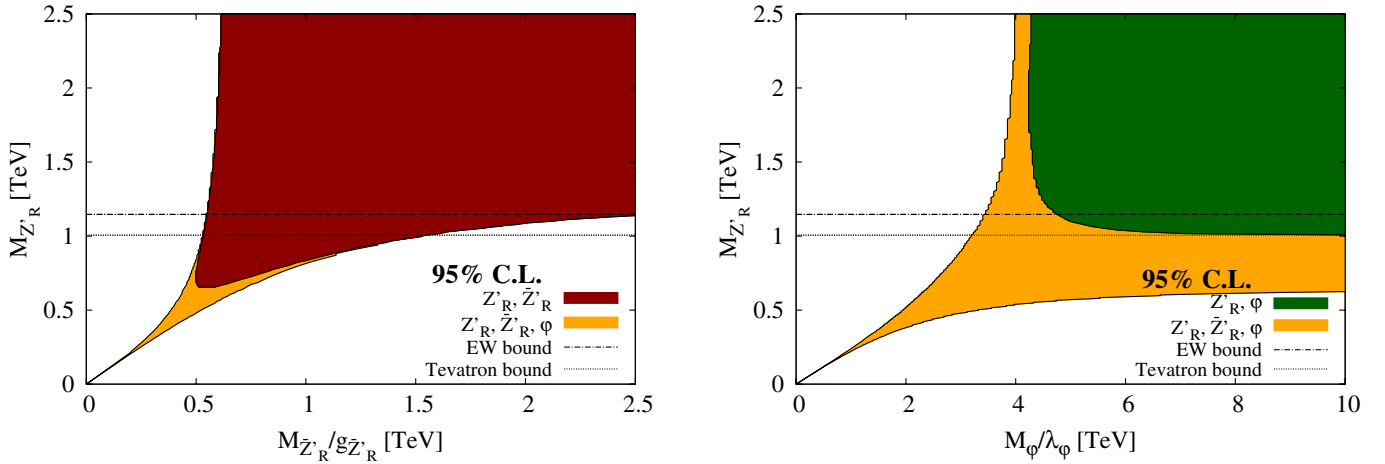 2.5
2
1.5
1
0.5
0
M_{Z'_R} [TeV]
95% C.L.
Z'_R, Z̃'_R
Z'_R, Z̃'_R, φ
EW bound
Tevatron bound
0 0.5 1 1.5 2 2.5
M_{Z̃'_R}/g_{Z̃'_R} [TeV]
2.5
2
1.5
1
0.5
0
M_{Z'_R} [TeV]
95% C.L.
Z'_R, φ
Z'_R, Z̃'_R, φ
EW bound
Tevatron bound
0 2 4 6 8 10
M_φ/λ_φ [TeV]